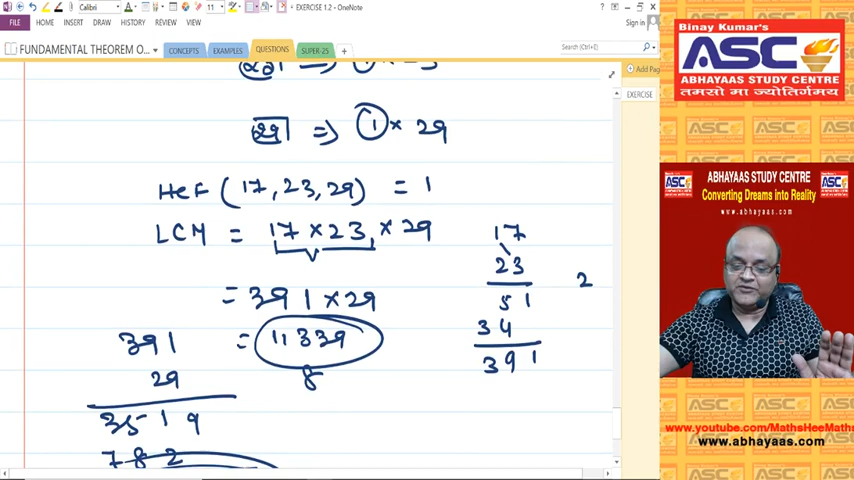 Calibri
11
EXERCISE 1.2 - OneNote
FILE HOME INSERT DRAW HISTORY REVIEW VIEW
Sign in
FUNDAMENTAL THEOREM O...
CONCEPTS EXAMPLES QUESTIONS SUPER-25 +
Search (Ctrl+E)
Add Pag
EXERCISE
29 ⇒ 1 × 29
HCF (17, 23, 29) = 1
LCM = 17 × 23 × 29
= 391 × 29
= 11339
391
29
3519
782
17
23
51
34
391
2
Binay Kumar's
ASC
ABHAYAAS STUDY CENTRE
तमसो मा ज्योतिर्गमय
ABHAYAAS STUDY CENTRE
Converting Dreams into Reality
www.abhayaas.com
www.youtube.com/MathsHeeMaths
www.abhayaas.com